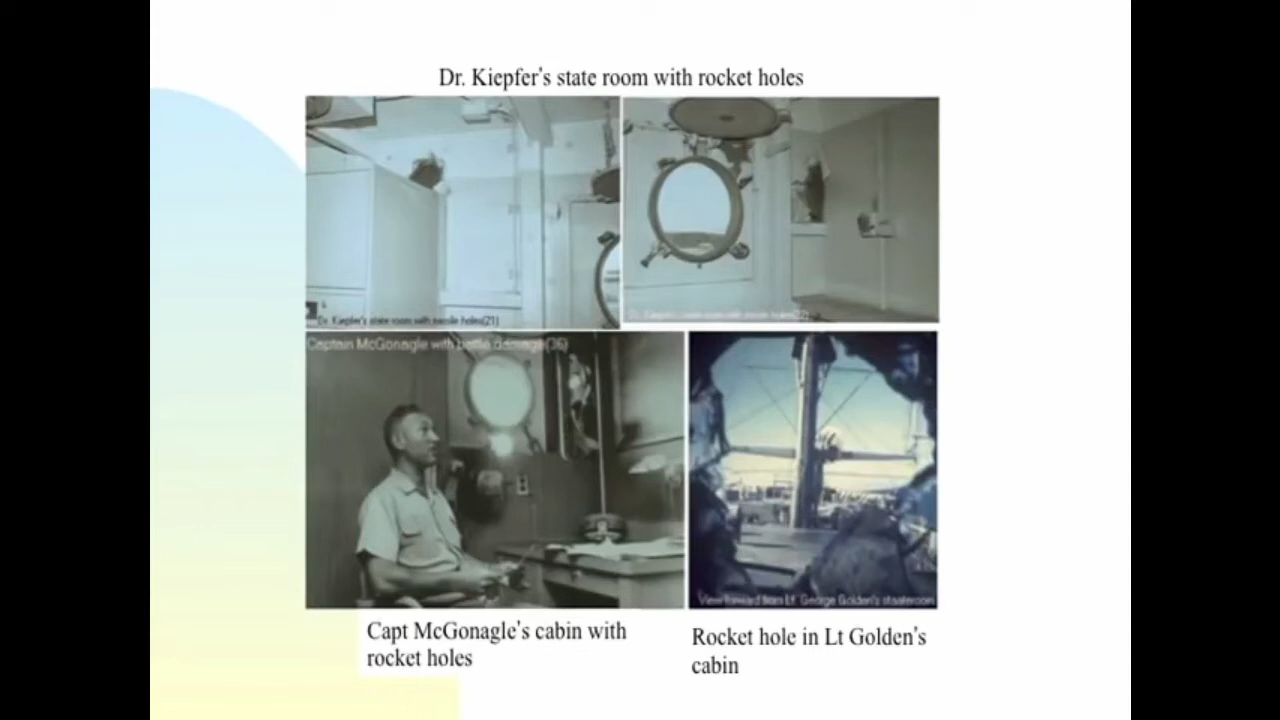 Dr. Kiepfer's state room with rocket holes
Dr. Kiepfer's state room with missile holes(21)
Captain McGonagle with battle damage(36)
View forward from Lt. George Golden's stateroom
Capt McGonagle's cabin with
rocket holes
Rocket hole in Lt Golden's
cabin